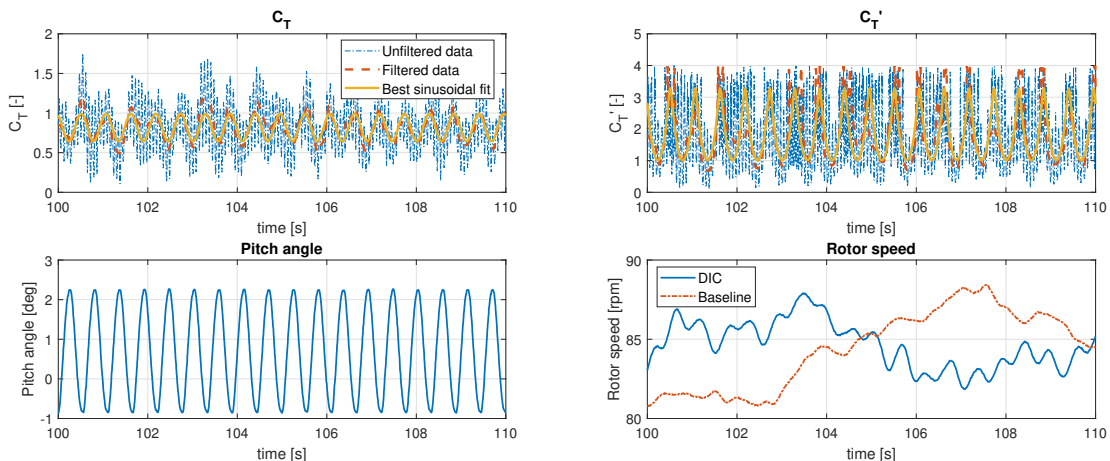 C_T
C_T [-]
2
1.5
1
0.5
0
Unfiltered data
Filtered data
Best sinusoidal fit
100 102 104 106 108 110
time [s]
C_T'
C_T' [-]
5
4
3
2
1
0
100 102 104 106 108 110
time [s]
Pitch angle
Pitch angle [deg]
3
2
1
0
-1
100 102 104 106 108 110
time [s]
Rotor speed
Rotor speed [rpm]
90
85
80
DIC
Baseline
100 102 104 106 108 110
time [s]